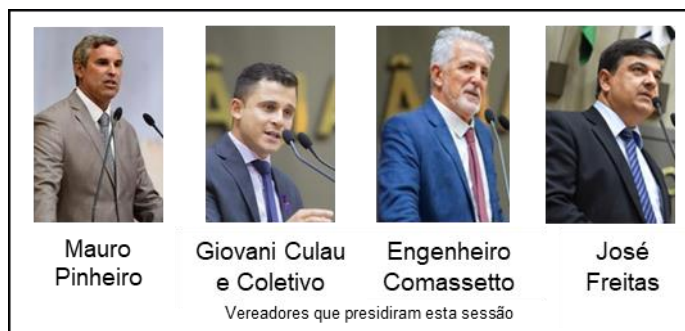 Mauro
Pinheiro
Giovani Culau
e Coletivo
Engenheiro
Comassetto
José
Freitas
Vereadores que presidiram esta sessão